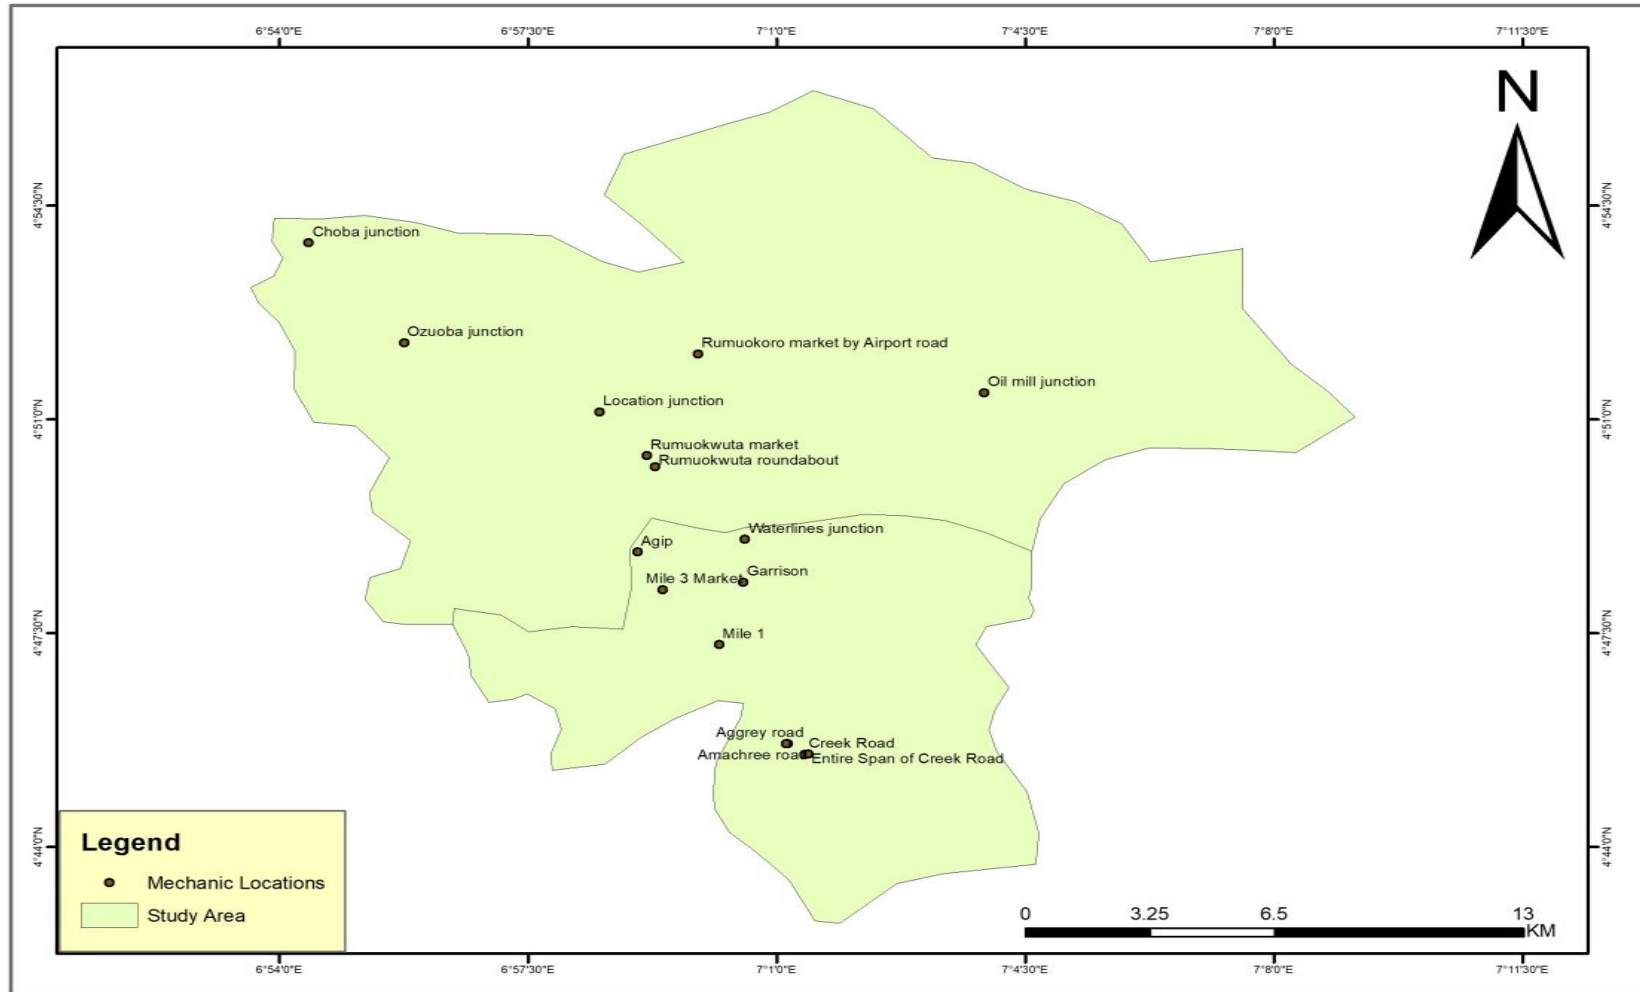 6°54'0"E
6°57'30"E
7°1'0"E
7°4'30"E
7°8'0"E
7°11'30"E
N
4°54'30"N
4°54'30"N
Choba junction
Ozuoba junction
Rumuokoro market by Airport road
Oil mill junction
Location junction
4°51'0"N
4°51'0"N
Rumuokwuta market
Rumuokwuta roundabout
Waterlines junction
Agip
Garrison
Mile 3 Market
Mile 1
4°47'30"N
4°47'30"N
Aggrey road
Creek Road
Amachree road
Entire Span of Creek Road
4°44'0"N
4°44'0"N
Legend
Mechanic Locations
Study Area
0 3.25 6.5 13
KM
6°54'0"E
6°57'30"E
7°1'0"E
7°4'30"E
7°8'0"E
7°11'30"E